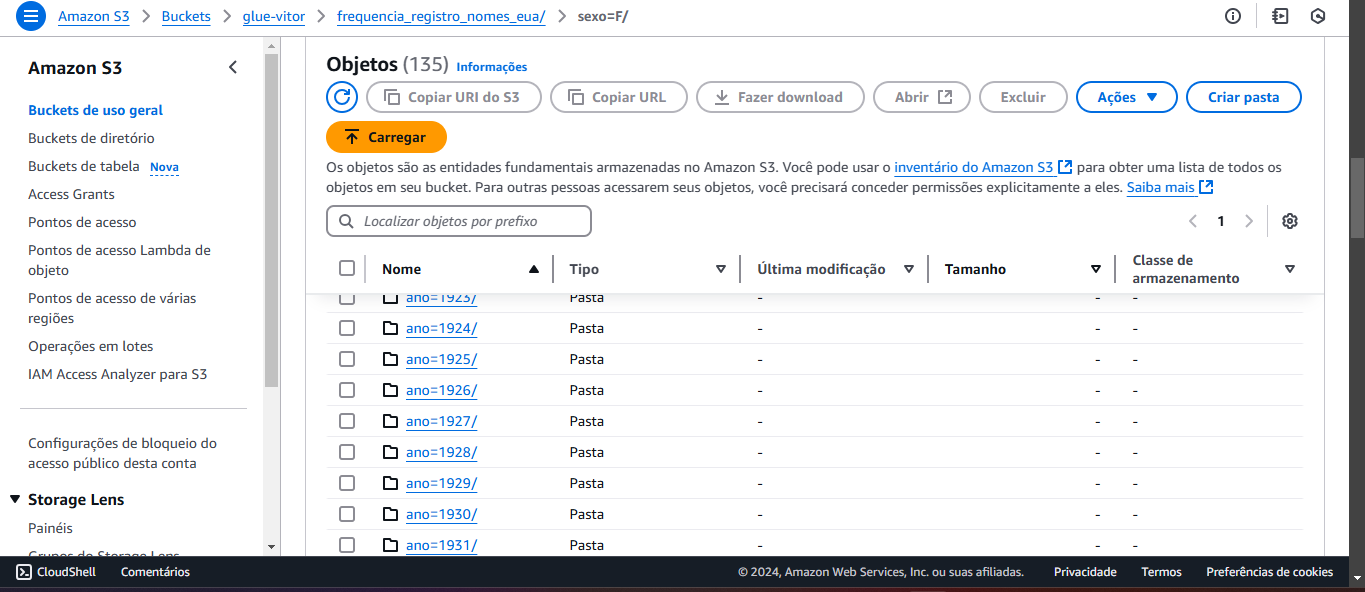 Amazon S3 > Buckets > glue-vitor > frequencia_registro_nomes_eua/ > sexo=F/
Amazon S3
Buckets de uso geral
Buckets de diretório
Buckets de tabela Nova
Access Grants
Pontos de acesso
Pontos de acesso Lambda de
objeto
Pontos de acesso de várias
regiões
Operações em lotes
IAM Access Analyzer para S3
Configurações de bloqueio do
acesso público desta conta
Storage Lens
Painéis
Grupos do Storage Lens
Objetos (135) Informações
Copiar URI do S3
Copiar URL
Fazer download
Abrir
Excluir
Ações
Criar pasta
Carregar
Os objetos são as entidades fundamentais armazenadas no Amazon S3. Você pode usar o inventário do Amazon S3 para obter uma lista de todos os
objetos em seu bucket. Para outras pessoas acessarem seus objetos, você precisará conceder permissões explicitamente a eles. Saiba mais
Localizar objetos por prefixo
1
Nome Tipo Última modificação Tamanho Classe de
armazenamento
ano=1923/ Pasta - - -
ano=1924/ Pasta - - -
ano=1925/ Pasta - - -
ano=1926/ Pasta - - -
ano=1927/ Pasta - - -
ano=1928/ Pasta - - -
ano=1929/ Pasta - - -
ano=1930/ Pasta - - -
ano=1931/ Pasta - - -
CloudShell Comentários © 2024, Amazon Web Services, Inc. ou suas afiliadas. Privacidade Termos Preferências de cookies